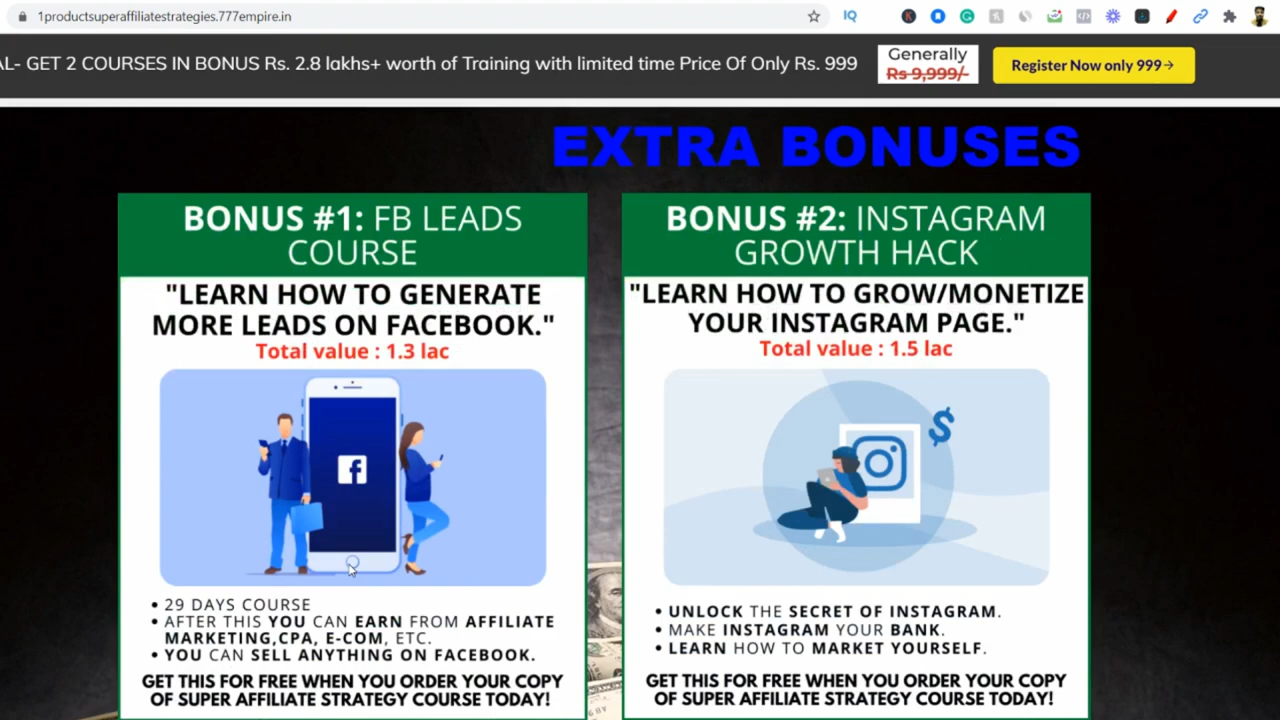 1productsuperaffiliatestrategies.777empire.in
IQ
AL- GET 2 COURSES IN BONUS Rs. 2.8 lakhs+ worth of Training with limited time Price Of Only Rs. 999
Generally
Rs 9,999/-
Register Now only 999→
EXTRA BONUSES
BONUS #1: FB LEADS
COURSE
"LEARN HOW TO GENERATE
MORE LEADS ON FACEBOOK."
Total value : 1.3 lac
• 29 DAYS COURSE
• AFTER THIS YOU CAN EARN FROM AFFILIATE
MARKETING,CPA, E-COM, ETC.
• YOU CAN SELL ANYTHING ON FACEBOOK.
GET THIS FOR FREE WHEN YOU ORDER YOUR COPY
OF SUPER AFFILIATE STRATEGY COURSE TODAY!
BONUS #2: INSTAGRAM
GROWTH HACK
"LEARN HOW TO GROW/MONETIZE
YOUR INSTAGRAM PAGE."
Total value : 1.5 lac
$
• UNLOCK THE SECRET OF INSTAGRAM.
• MAKE INSTAGRAM YOUR BANK.
• LEARN HOW TO MARKET YOURSELF.
GET THIS FOR FREE WHEN YOU ORDER YOUR COPY
OF SUPER AFFILIATE STRATEGY COURSE TODAY!